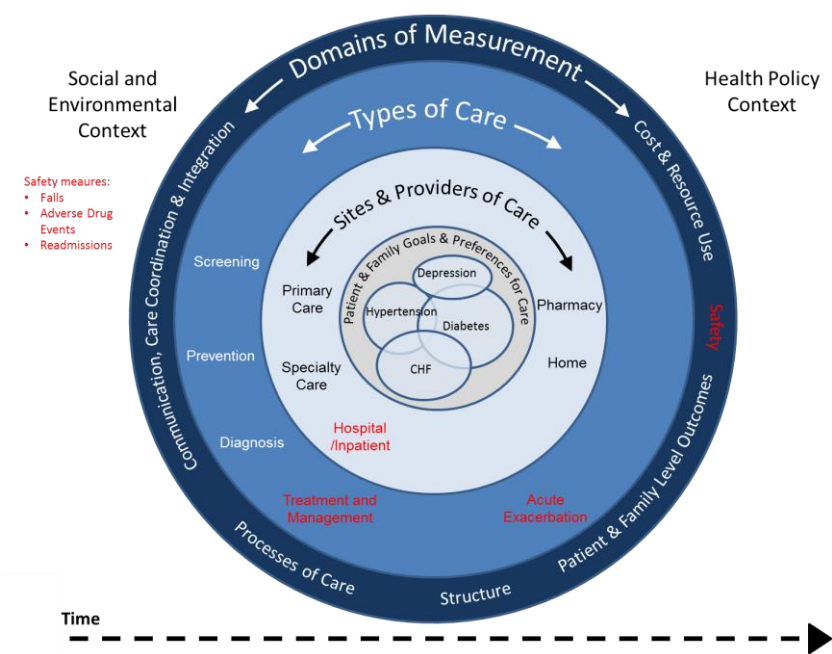 Domains of Measurement
Social and
Environmental
Context
Health Policy
Context
Types of Care
Communication, Care Coordination & Integration
Cost & Resource Use
Safety meaures:
• Falls
• Adverse Drug
Events
• Readmissions
Sites & Providers of Care
Patient & Family Goals & Preferences for Care
Screening
Depression
Primary
Care
Hypertension
Pharmacy
Safety
Diabetes
Prevention
Specialty
Care
CHF
Home
Diagnosis
Hospital
/Inpatient
Patient & Family Level Outcomes
Treatment and
Management
Acute
Exacerbation
Processes of Care
Structure
Time